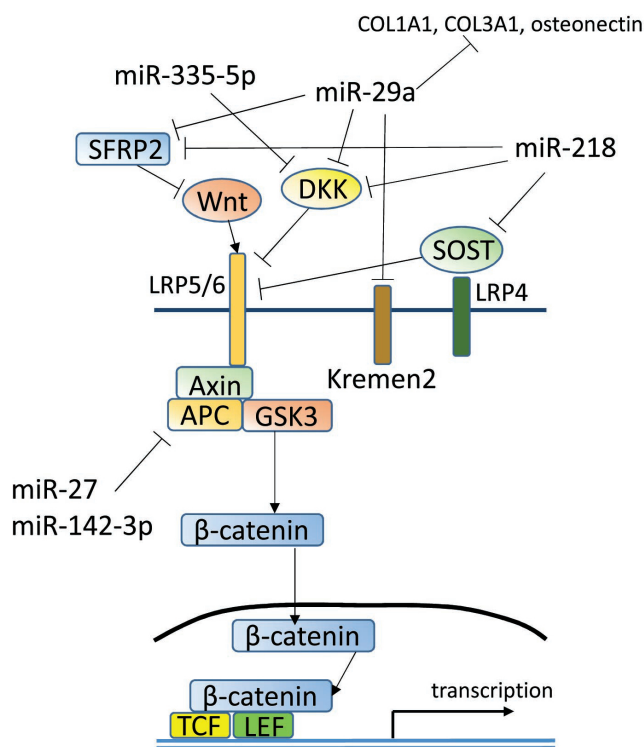 COL1A1, COL3A1, osteonectin
miR-335-5p
miR-29a
SFRP2
miR-218
Wnt
DKK
SOST
LRP5/6
LRP4
Kremen2
Axin
APC
GSK3
miR-27
miR-142-3p
β-catenin
β-catenin
β-catenin
transcription
TCF
LEF